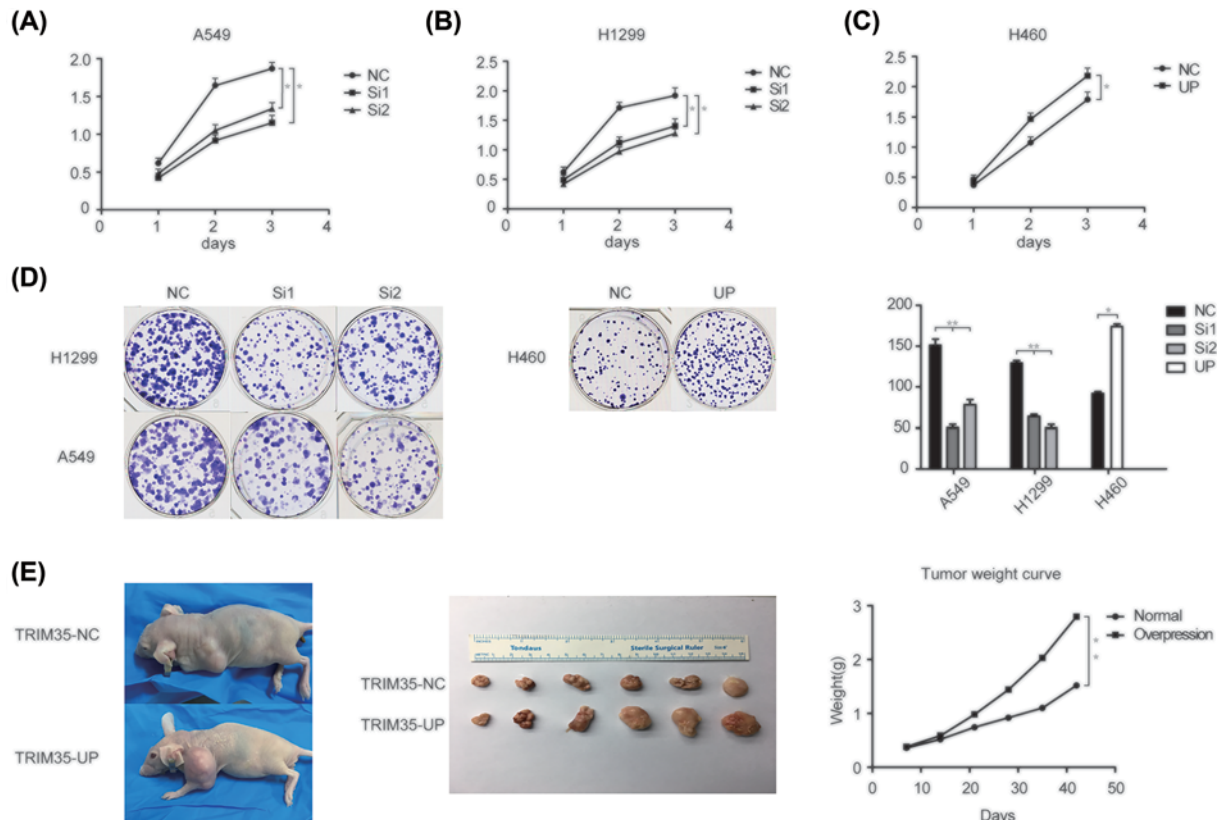 (A)
A549
2.0
1.5
1.0
0.5
0
0 1 2 3 4
days
NC
Si1
Si2
* *
(B)
H1299
2.5
2.0
1.5
1.0
0.5
0
0 1 2 3 4
days
NC
Si1
Si2
* *
(C)
H460
2.5
2.0
1.5
1.0
0.5
0
0 1 2 3 4
days
NC
UP
*
(D)
NC Si1 Si2
H1299
A549
NC UP
H460
200
150
100
50
0
** ** *
A549 H1299 H460
NC
Si1
Si2
UP
(E)
TRIM35-NC
TRIM35-UP
Tendaus Sterile Surgical Ruler
TRIM35-NC
TRIM35-UP
Tumor weight curve
Weight(g)
3
2
1
0
0 10 20 30 40 50
Days
Normal
Overpression
* *